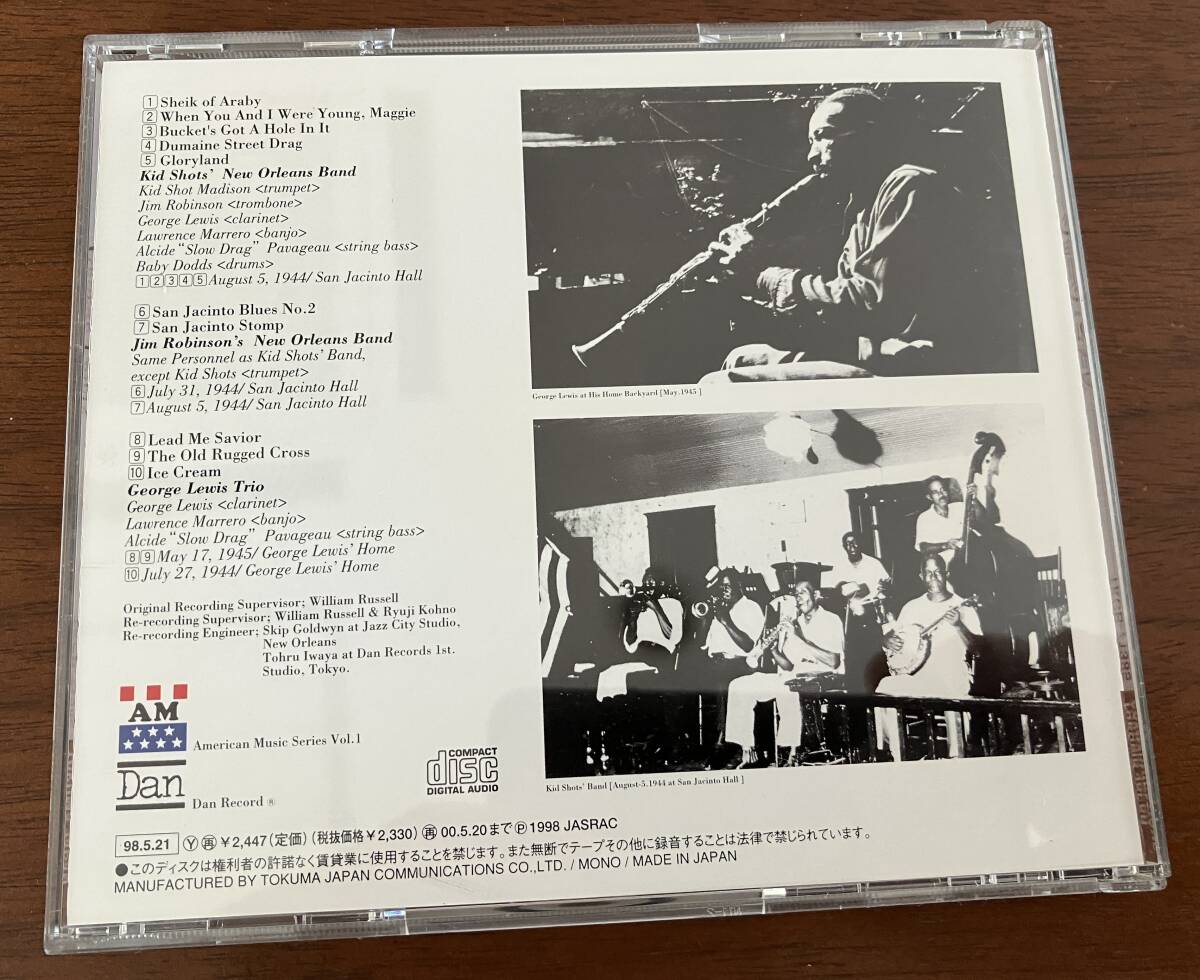 1 Sheik of Araby
2 When You And I Were Young, Maggie
3 Bucket's Got A Hole In It
4 Dumaine Street Drag
5 Gloryland
Kid Shots' New Orleans Band
Kid Shot Madison <trumpet>
Jim Robinson <trombone>
George Lewis <clarinet>
Lawrence Marrero <banjo>
Alcide "Slow Drag" Pavageau <string bass>
Baby Dodds <drums>
1 2 3 4 5 August 5, 1944/ San Jacinto Hall
6 San Jacinto Blues No.2
7 San Jacinto Stomp
Jim Robinson's New Orleans Band
Same Personnel as Kid Shots' Band,
except Kid Shots <trumpet>
6 July 31, 1944/ San Jacinto Hall
7 August 5, 1944/ San Jacinto Hall
8 Lead Me Savior
9 The Old Rugged Cross
10 Ice Cream
George Lewis Trio
George Lewis <clarinet>
Lawrence Marrero <banjo>
Alcide "Slow Drag" Pavageau <string bass>
8 9 May 17, 1945/ George Lewis' Home
10 July 27, 1944/ George Lewis' Home
Original Recording Supervisor; William Russell
Re-recording Supervisor; William Russell & Ryuji Kohno
Re-recording Engineer; Skip Goldwyn at Jazz City Studio,
New Orleans
Tohru Iwaya at Dan Records 1st.
Studio, Tokyo.
George Lewis at His Home Backyard [May.1945 ]
Kid Shots' Band [August-5.1944 at San Jacinto Hall ]
AM
American Music Series Vol.1
Dan
Dan Record ®
COMPACT
disc
DIGITAL AUDIO
98.5.21 Ⓨ㊣¥2,447(定価)(税抜価格¥2,330)㊣00.5.20まで℗1998 JASRAC
●このディスクは権利者の許諾なく賃貸業に使用することを禁じます。また無断でテープその他に録音することは法律で禁じられています。
MANUFACTURED BY TOKUMA JAPAN COMMUNICATIONS CO.,LTD. / MONO / MADE IN JAPAN